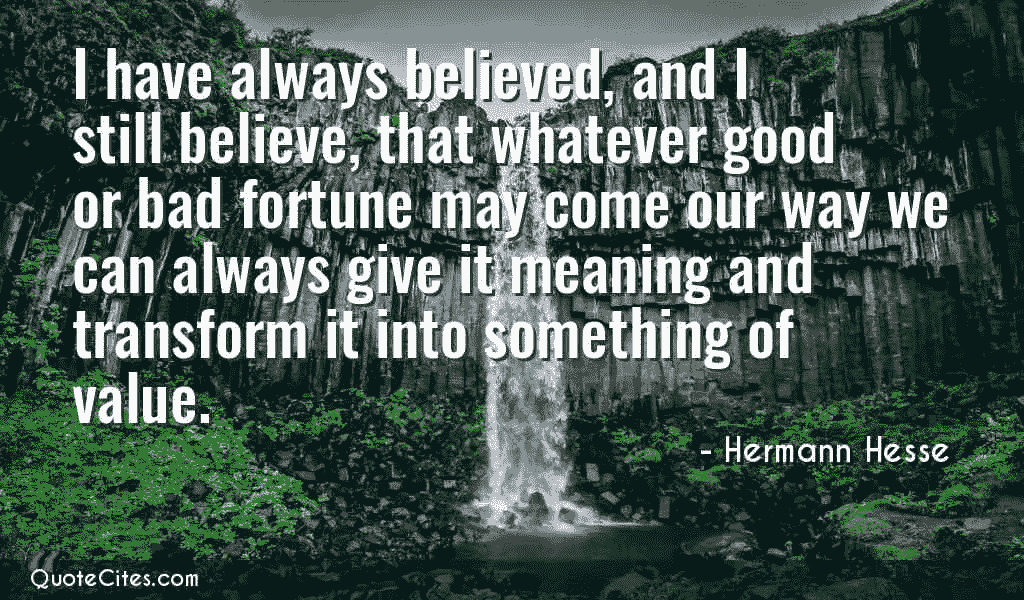 I have always believed, and I
still believe, that whatever good
or bad fortune may come our way we
can always give it meaning and
transform it into something of
value.
- Hermann Hesse
QuoteCites.com